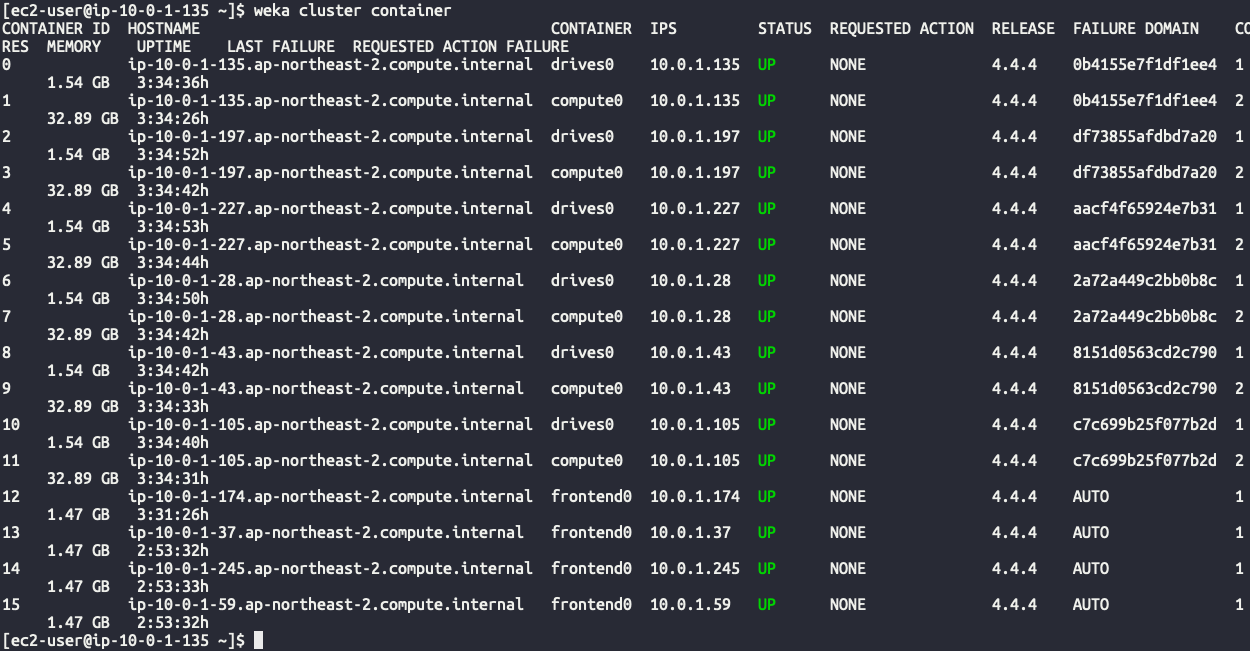 [ec2-user@ip-10-0-1-135 ~]$ weka cluster container
CONTAINER ID  HOSTNAME                                       CONTAINER  IPS         STATUS  REQUESTED ACTION  RELEASE  FAILURE DOMAIN    CO
RES  MEMORY    UPTIME    LAST FAILURE  REQUESTED ACTION FAILURE
0             ip-10-0-1-135.ap-northeast-2.compute.internal  drives0    10.0.1.135  UP      NONE              4.4.4    0b4155e7f1df1ee4  1
     1.54 GB   3:34:36h
1             ip-10-0-1-135.ap-northeast-2.compute.internal  compute0   10.0.1.135  UP      NONE              4.4.4    0b4155e7f1df1ee4  2
     32.89 GB  3:34:26h
2             ip-10-0-1-197.ap-northeast-2.compute.internal  drives0    10.0.1.197  UP      NONE              4.4.4    df73855afdbd7a20  1
     1.54 GB   3:34:52h
3             ip-10-0-1-197.ap-northeast-2.compute.internal  compute0   10.0.1.197  UP      NONE              4.4.4    df73855afdbd7a20  2
     32.89 GB  3:34:42h
4             ip-10-0-1-227.ap-northeast-2.compute.internal  drives0    10.0.1.227  UP      NONE              4.4.4    aacf4f65924e7b31  1
     1.54 GB   3:34:53h
5             ip-10-0-1-227.ap-northeast-2.compute.internal  compute0   10.0.1.227  UP      NONE              4.4.4    aacf4f65924e7b31  2
     32.89 GB  3:34:44h
6             ip-10-0-1-28.ap-northeast-2.compute.internal   drives0    10.0.1.28   UP      NONE              4.4.4    2a72a449c2bb0b8c  1
     1.54 GB   3:34:50h
7             ip-10-0-1-28.ap-northeast-2.compute.internal   compute0   10.0.1.28   UP      NONE              4.4.4    2a72a449c2bb0b8c  2
     32.89 GB  3:34:42h
8             ip-10-0-1-43.ap-northeast-2.compute.internal   drives0    10.0.1.43   UP      NONE              4.4.4    8151d0563cd2c790  1
     1.54 GB   3:34:42h
9             ip-10-0-1-43.ap-northeast-2.compute.internal   compute0   10.0.1.43   UP      NONE              4.4.4    8151d0563cd2c790  2
     32.89 GB  3:34:33h
10            ip-10-0-1-105.ap-northeast-2.compute.internal  drives0    10.0.1.105  UP      NONE              4.4.4    c7c699b25f077b2d  1
     1.54 GB   3:34:40h
11            ip-10-0-1-105.ap-northeast-2.compute.internal  compute0   10.0.1.105  UP      NONE              4.4.4    c7c699b25f077b2d  2
     32.89 GB  3:34:31h
12            ip-10-0-1-174.ap-northeast-2.compute.internal  frontend0  10.0.1.174  UP      NONE              4.4.4    AUTO              1
     1.47 GB   3:31:26h
13            ip-10-0-1-37.ap-northeast-2.compute.internal   frontend0  10.0.1.37   UP      NONE              4.4.4    AUTO              1
     1.47 GB   2:53:32h
14            ip-10-0-1-245.ap-northeast-2.compute.internal  frontend0  10.0.1.245  UP      NONE              4.4.4    AUTO              1
     1.47 GB   2:53:33h
15            ip-10-0-1-59.ap-northeast-2.compute.internal   frontend0  10.0.1.59   UP      NONE              4.4.4    AUTO              1
     1.47 GB   2:53:32h
[ec2-user@ip-10-0-1-135 ~]$